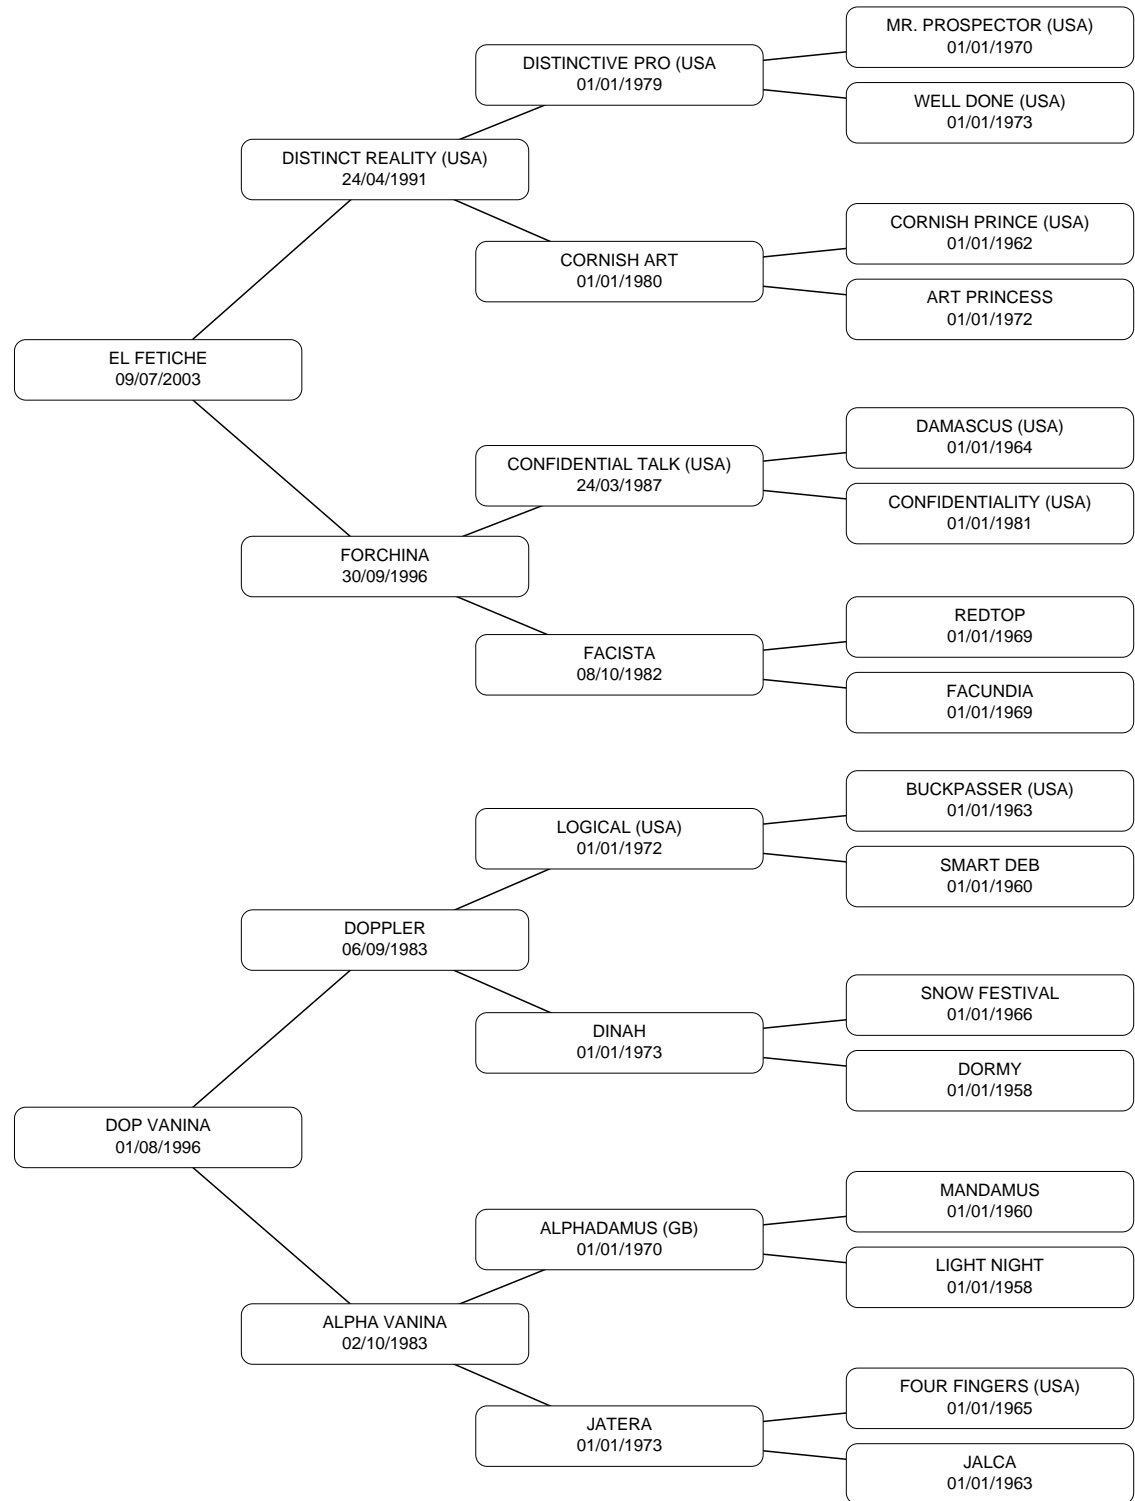 MR. PROSPECTOR (USA)
01/01/1970
DISTINCTIVE PRO (USA
01/01/1979
WELL DONE (USA)
01/01/1973
DISTINCT REALITY (USA)
24/04/1991
CORNISH PRINCE (USA)
01/01/1962
CORNISH ART
01/01/1980
ART PRINCESS
01/01/1972
EL FETICHE
09/07/2003
DAMASCUS (USA)
01/01/1964
CONFIDENTIAL TALK (USA)
24/03/1987
CONFIDENTIALITY (USA)
01/01/1981
FORCHINA
30/09/1996
REDTOP
01/01/1969
FACISTA
08/10/1982
FACUNDIA
01/01/1969
BUCKPASSER (USA)
01/01/1963
LOGICAL (USA)
01/01/1972
SMART DEB
01/01/1960
DOPPLER
06/09/1983
SNOW FESTIVAL
01/01/1966
DINAH
01/01/1973
DORMY
01/01/1958
DOP VANINA
01/08/1996
MANDAMUS
01/01/1960
ALPHADAMUS (GB)
01/01/1970
LIGHT NIGHT
01/01/1958
ALPHA VANINA
02/10/1983
FOUR FINGERS (USA)
01/01/1965
JATERA
01/01/1973
JALCA
01/01/1963